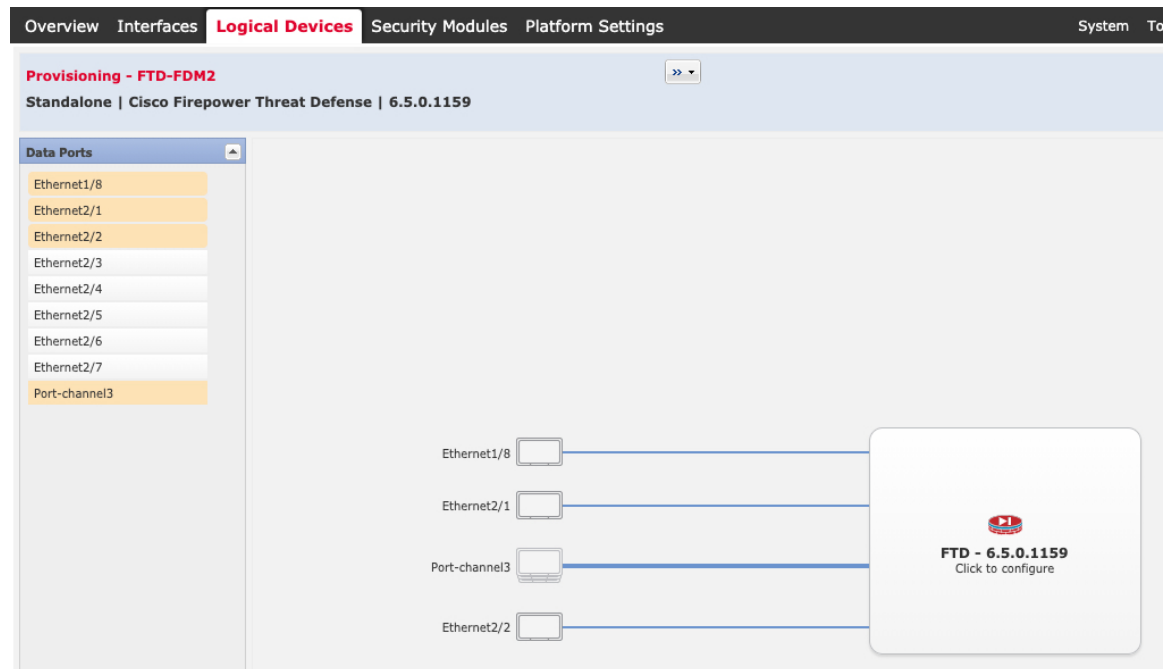 Overview Interfaces Logical Devices Security Modules Platform Settings System
Provisioning - FTD-FDM2
Standalone | Cisco Firepower Threat Defense | 6.5.0.1159
Data Ports
Ethernet1/8
Ethernet2/1
Ethernet2/2
Ethernet2/3
Ethernet2/4
Ethernet2/5
Ethernet2/6
Ethernet2/7
Port-channel3
Ethernet1/8
Ethernet2/1
Port-channel3
Ethernet2/2
FTD - 6.5.0.1159
Click to configure